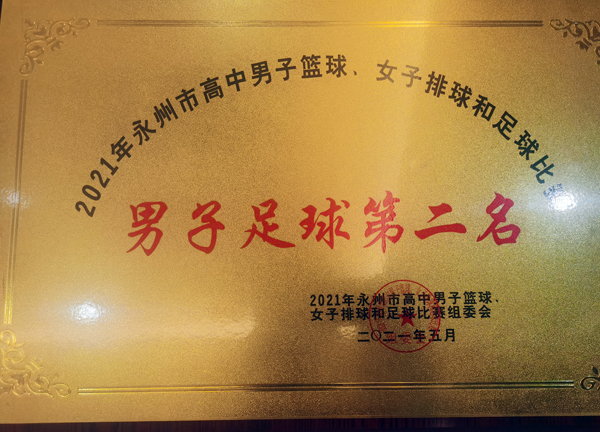 2021年永州市高中男子篮球、女子排球和足球比赛
男子足球第二名
2021年永州市高中男子篮球、
女子排球和足球比赛组委会
二〇二一年五月